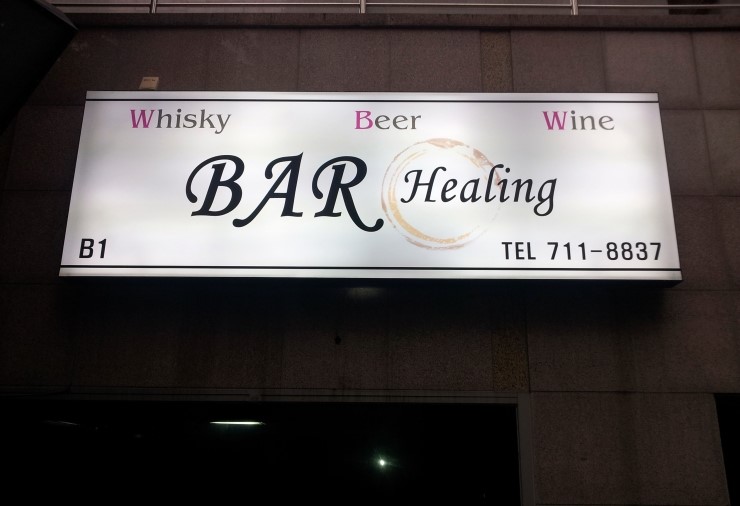 Whisky Beer Wine
BAR Healing
B1 TEL 711-8837